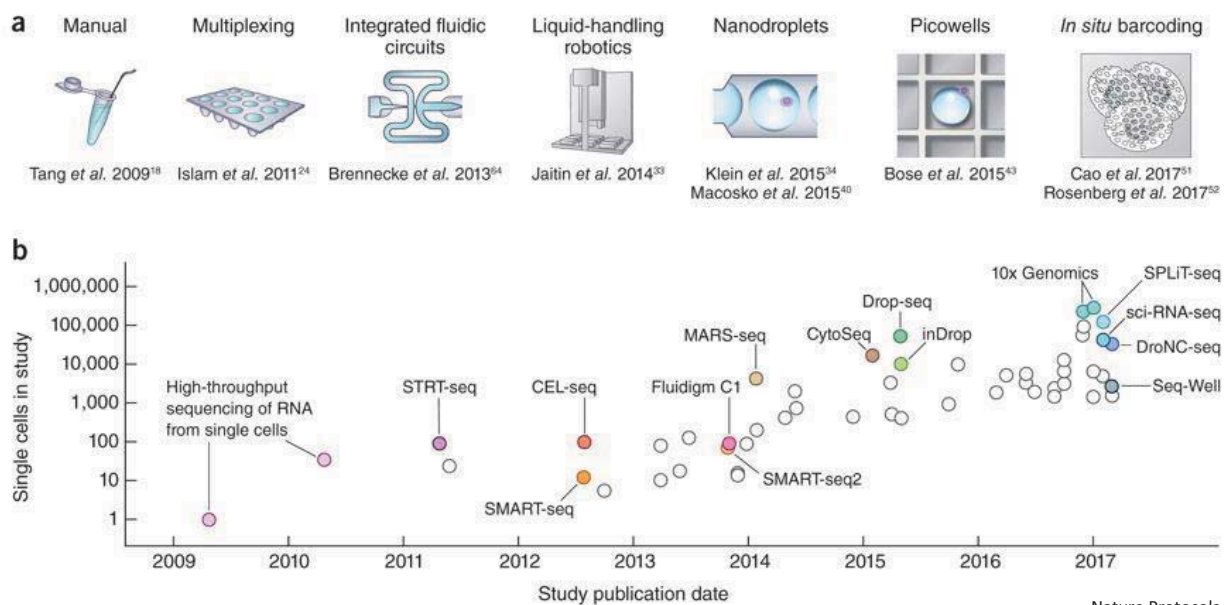 a
Manual
Multiplexing
Integrated fluidic
circuits
Liquid-handling
robotics
Nanodroplets
Picowells
In situ barcoding
Tang et al. 2009¹⁸
Islam et al. 2011²⁴
Brennecke et al. 2013⁶⁴
Jaitin et al. 2014³³
Klein et al. 2015³⁴
Macosko et al. 2015⁴⁰
Bose et al. 2015⁴³
Cao et al. 2017⁵¹
Rosenberg et al. 2017⁵²
b
Single cells in study
1,000,000
100,000
10,000
1,000
100
10
1
High-throughput
sequencing of RNA
from single cells
STRT-seq
CEL-seq
SMART-seq
Fluidigm C1
SMART-seq2
MARS-seq
CytoSeq
Drop-seq
inDrop
10x Genomics
SPLiT-seq
sci-RNA-seq
DroNC-seq
Seq-Well
2009
2010
2011
2012
2013
2014
2015
2016
2017
Study publication date